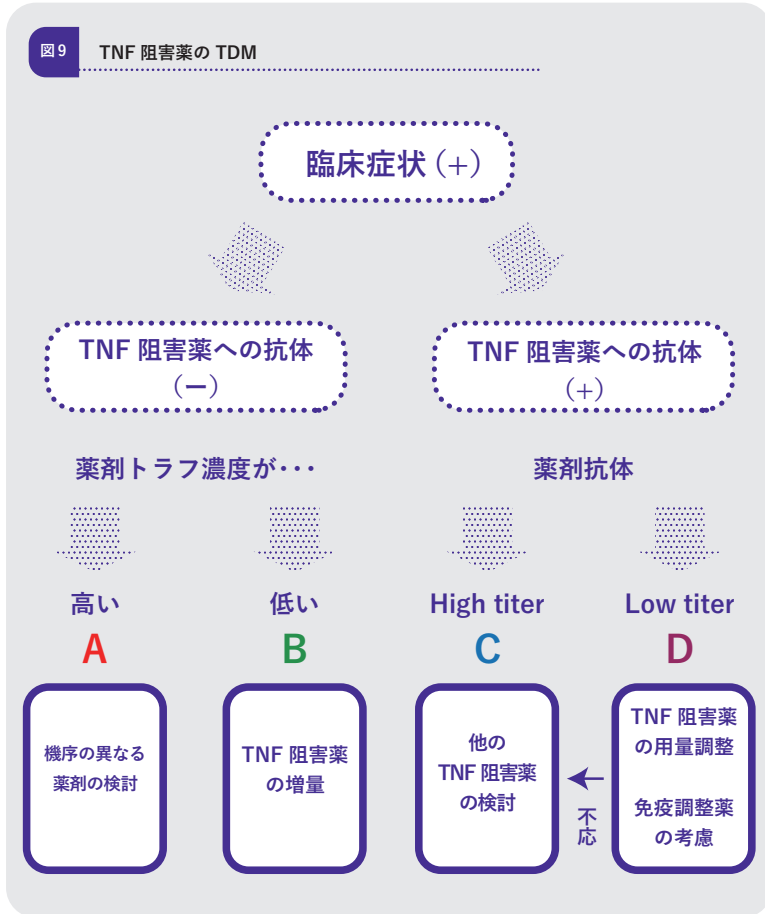 図9
TNF 阻害薬の TDM
臨床症状(+)
TNF 阻害薬への抗体
(ー)
TNF 阻害薬への抗体
(+)
薬剤トラフ濃度が・・・
薬剤抗体
高い
低い
High titer
Low titer
A
B
C
D
機序の異なる
薬剤の検討
TNF 阻害薬
の増量
他の
TNF 阻害薬
の検討
不応
TNF 阻害薬
の用量調整
免疫調整薬
の考慮